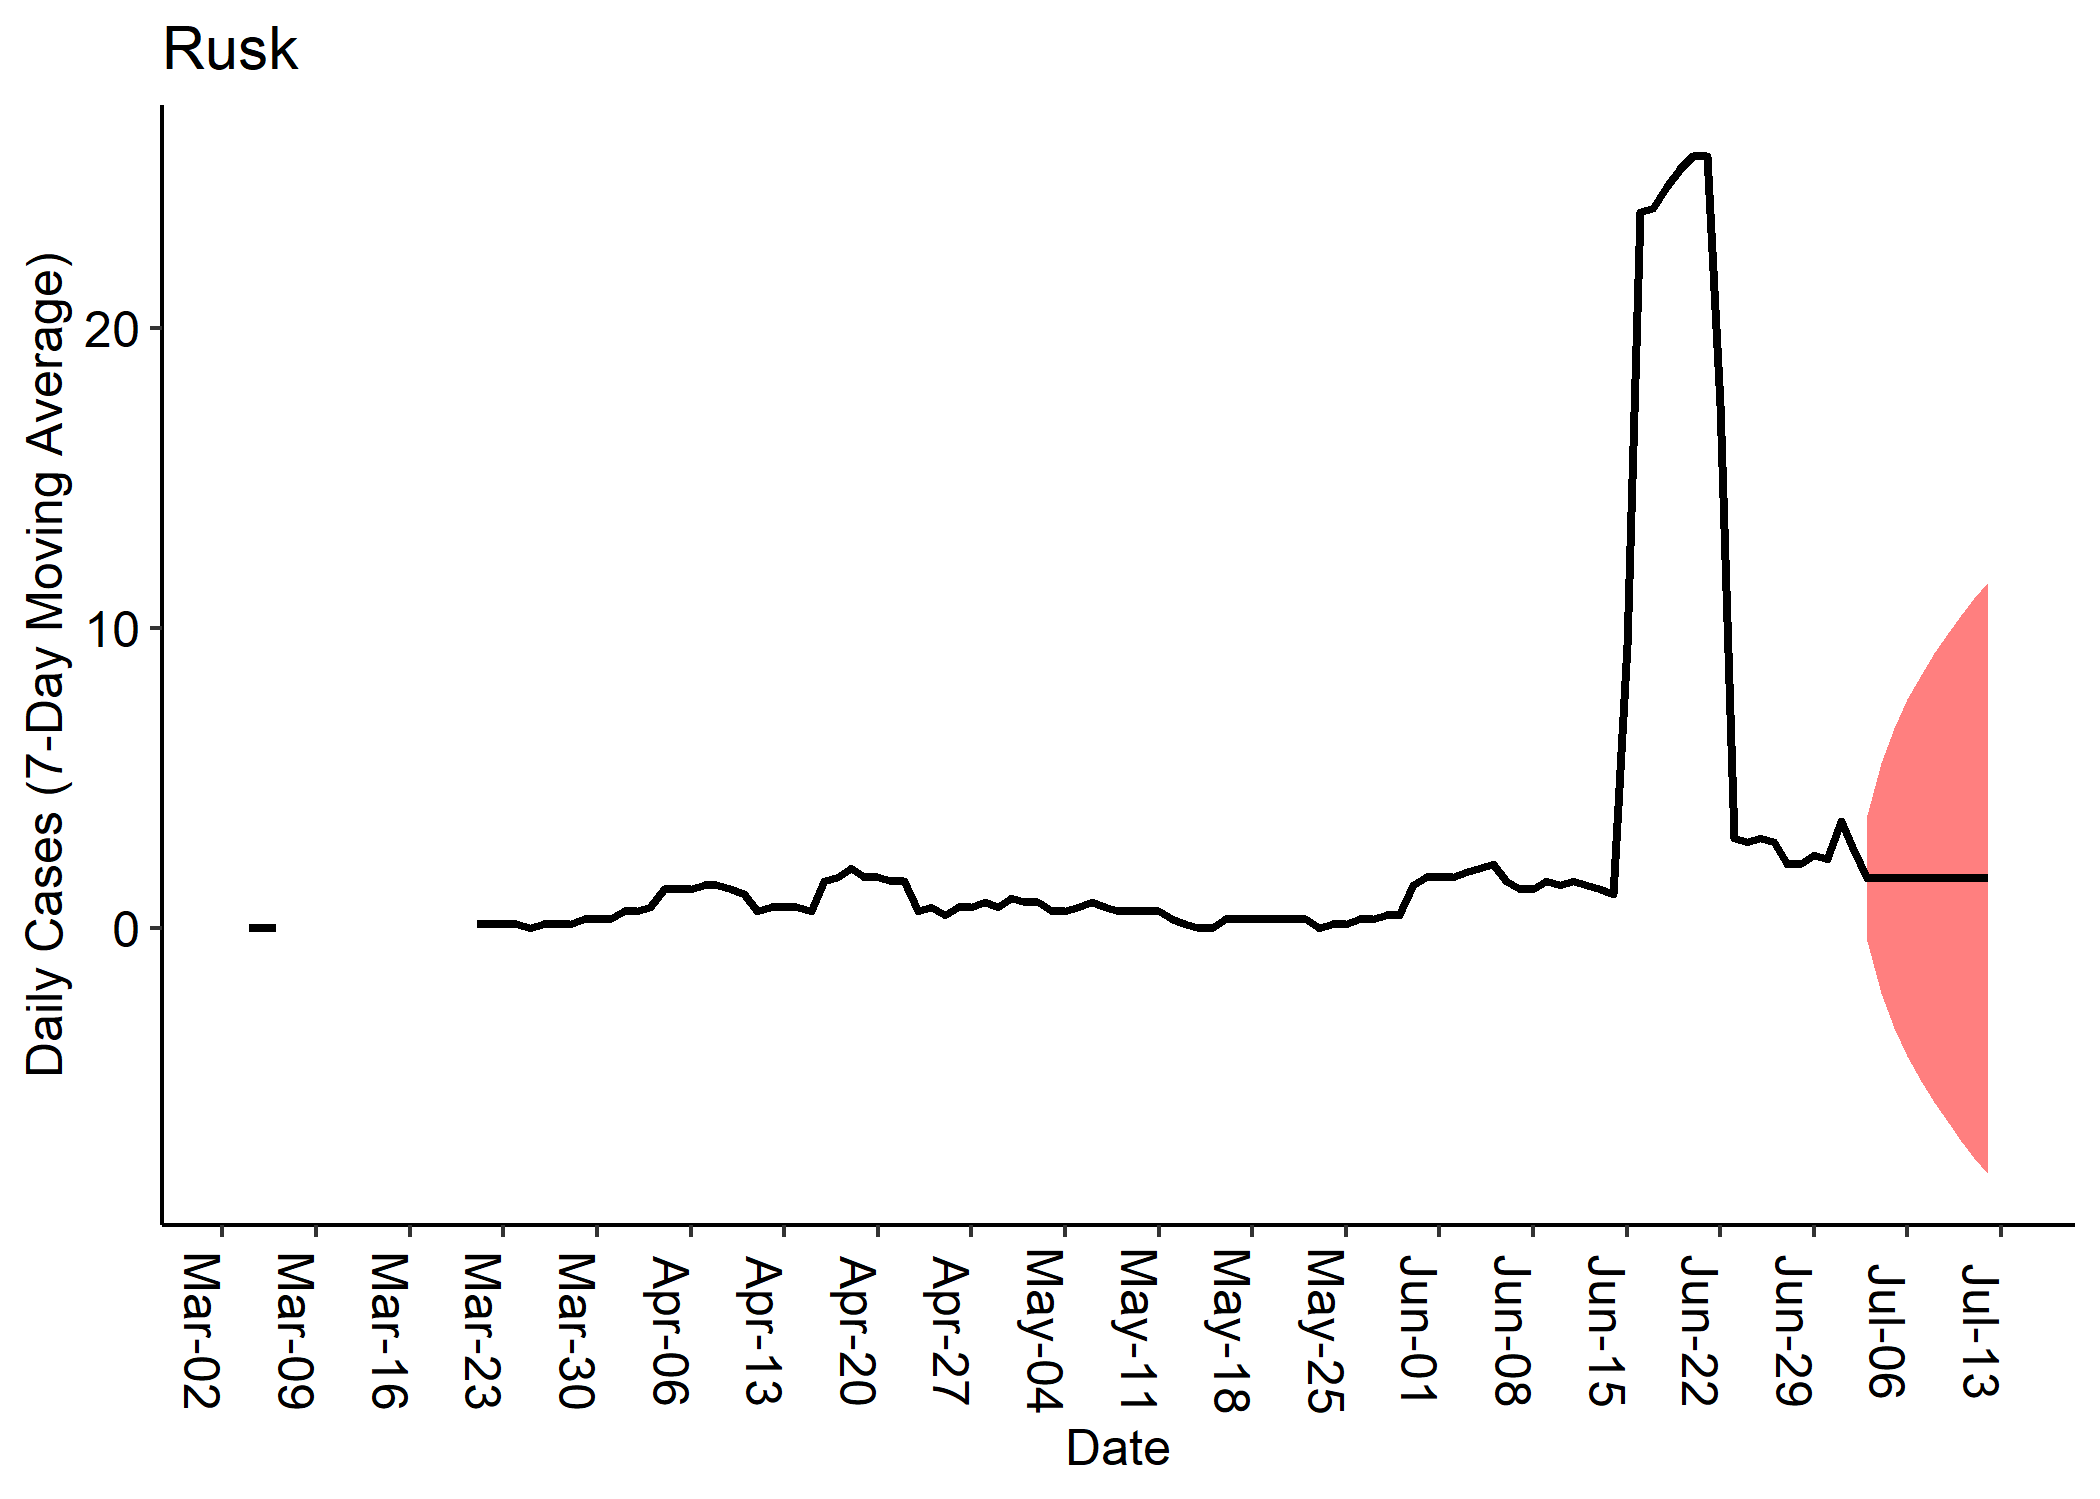 Rusk
Daily Cases (7-Day Moving Average)
20
10
0
Mar-02
Mar-09
Mar-16
Mar-23
Mar-30
Apr-06
Apr-13
Apr-20
Apr-27
May-04
May-11
May-18
May-25
Jun-01
Jun-08
Jun-15
Jun-22
Jun-29
Jul-06
Jul-13
Date